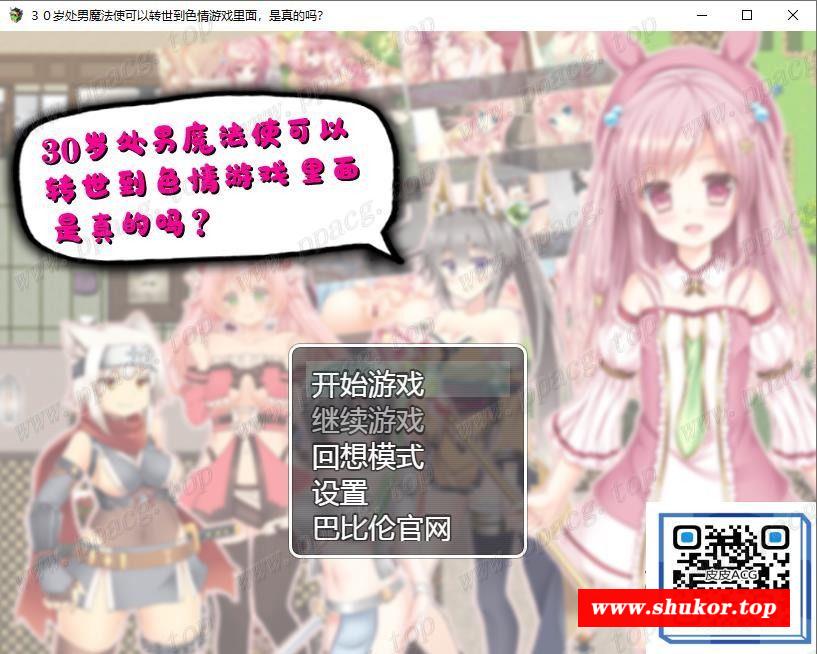 ３０岁处男魔法使可以转世到色情游戏里面，是真的吗?
30岁处男魔法使可以
转世到色情游戏里面
是真的吗？
开始游戏
继续游戏
回想模式
设置
巴比伦官网
皮皮ACG
www.shukor.top
www.ppacg.top